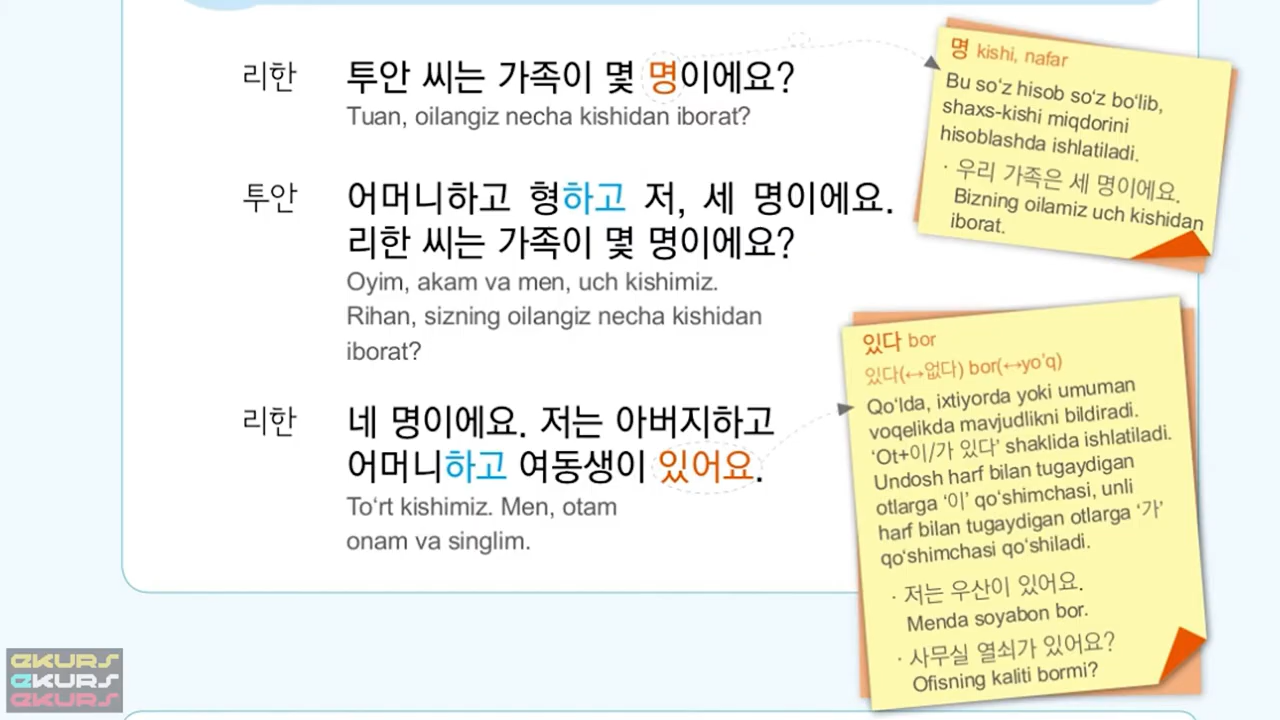 리한
투안 씨는 가족이 몇 명이에요?
Tuan, oilangiz necha kishidan iborat?
투안
어머니하고 형하고 저, 세 명이에요.
리한 씨는 가족이 몇 명이에요?
Oyim, akam va men, uch kishimiz.
Rihan, sizning oilangiz necha kishidan
iborat?
리한
네 명이에요. 저는 아버지하고
어머니하고 여동생이 있어요.
To‘rt kishimiz. Men, otam
onam va singlim.
명 kishi, nafar
Bu so‘z hisob so‘z bo‘lib,
shaxs-kishi miqdorini
hisoblashda ishlatiladi.
· 우리 가족은 세 명이에요.
Bizning oilamiz uch kishidan
iborat.
있다 bor
있다(↔없다) bor(↔yo‘q)
Qo‘lda, ixtiyorda yoki umuman
voqelikda mavjudlikni bildiradi.
‘Ot+이/가 있다’ shaklida ishlatiladi.
Undosh harf bilan tugaydigan
otlarga ‘이’ qo‘shimchasi, unli
harf bilan tugaydigan otlarga ‘가’
qo‘shimchasi qo‘shiladi.
· 저는 우산이 있어요.
Menda soyabon bor.
· 사무실 열쇠가 있어요?
Ofisning kaliti bormi?
EKURS
EKURS
EKURS